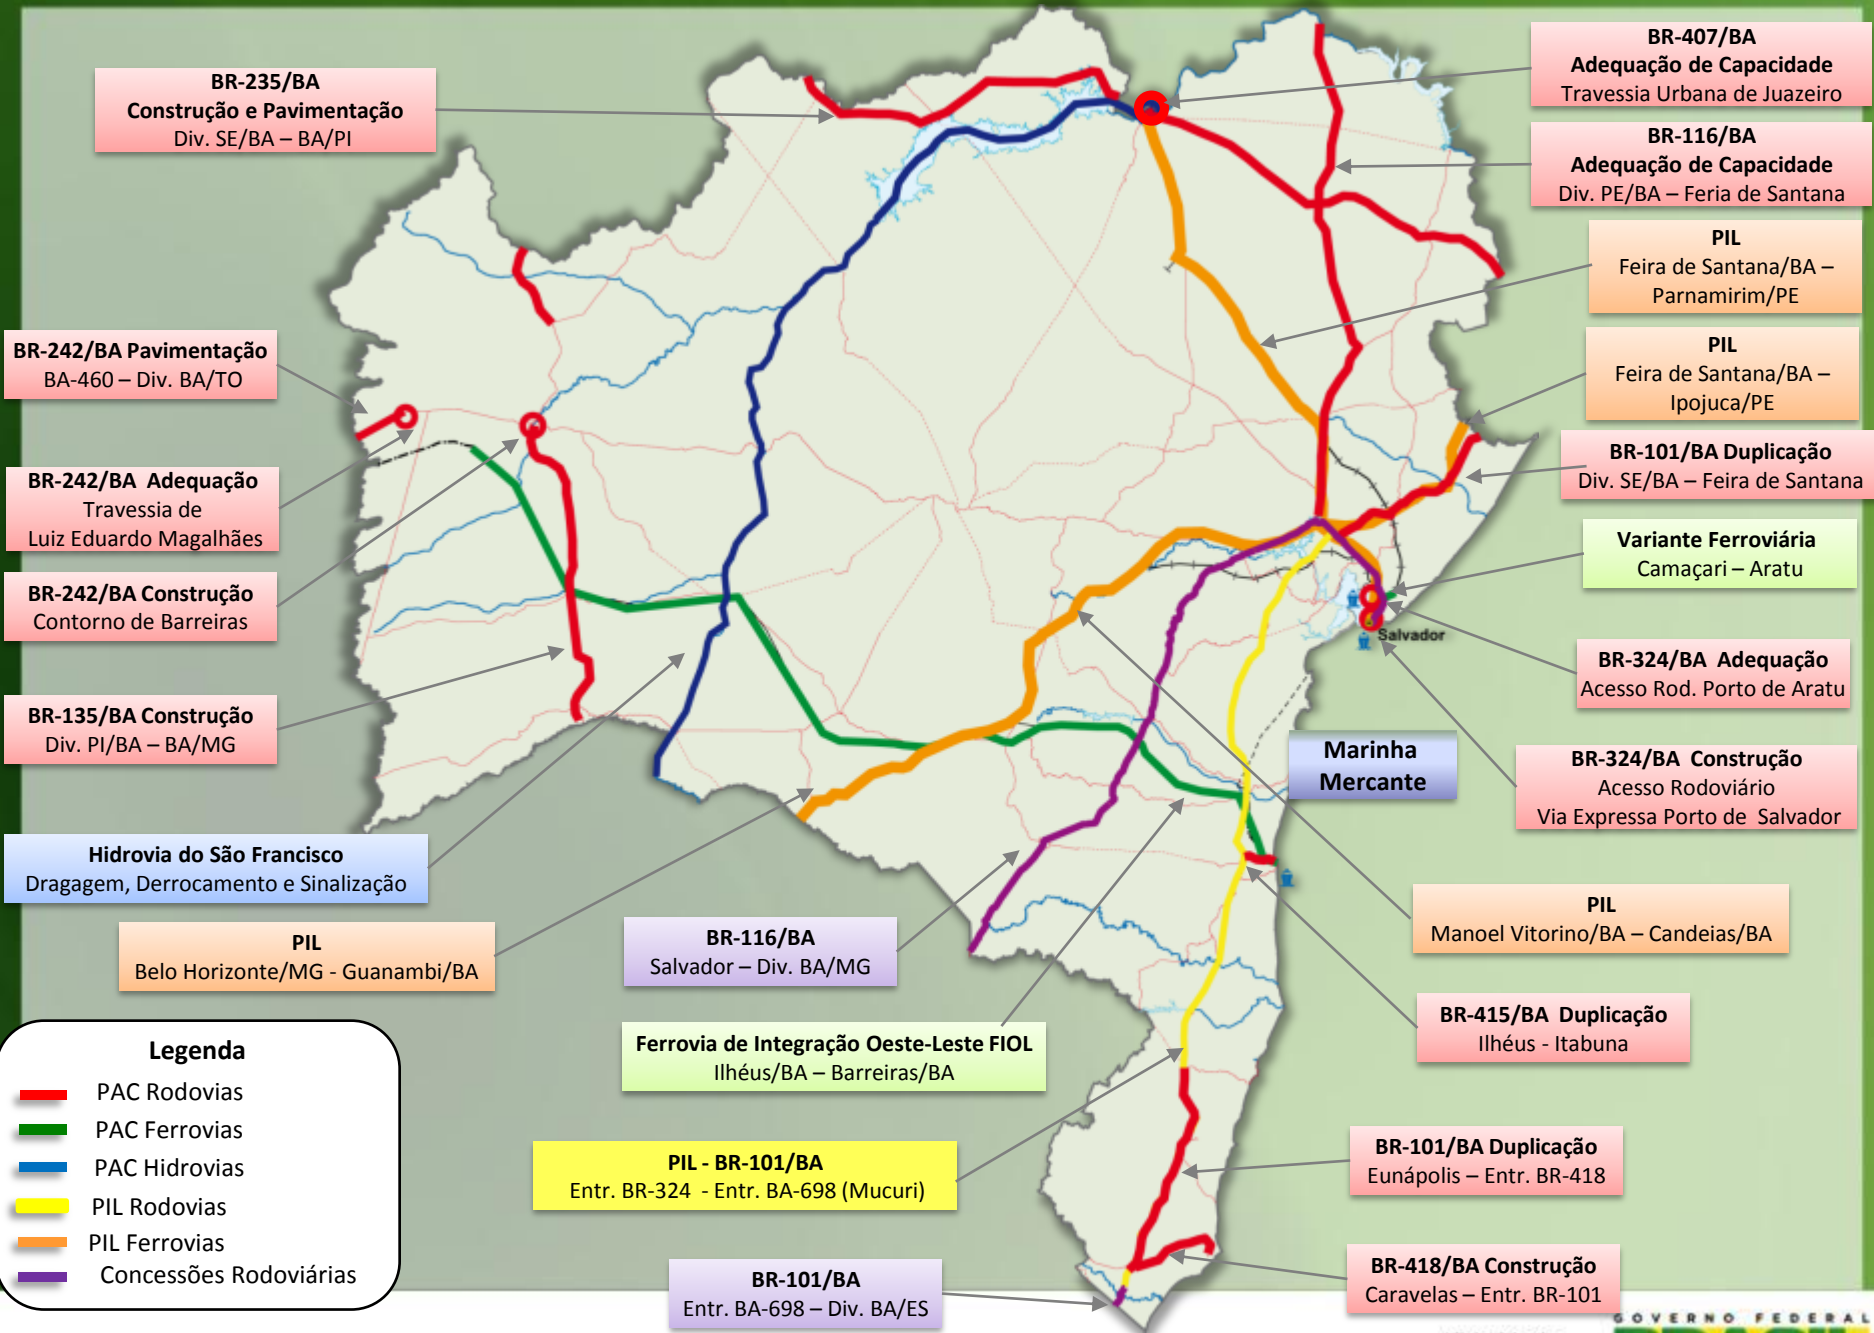 BR-235/BA
Construção e Pavimentação
Div. SE/BA – BA/PI
BR-407/BA
Adequação de Capacidade
Travessia Urbana de Juazeiro
BR-116/BA
Adequação de Capacidade
Div. PE/BA – Feria de Santana
PIL
Feira de Santana/BA –
Parnamirim/PE
PIL
Feira de Santana/BA –
Ipojuca/PE
BR-101/BA Duplicação
Div. SE/BA – Feira de Santana
Variante Ferroviária
Camaçari – Aratu
BR-324/BA Adequação
Acesso Rod. Porto de Aratu
BR-324/BA Construção
Acesso Rodoviário
Via Expressa Porto de Salvador
BR-242/BA Pavimentação
BA-460 – Div. BA/TO
BR-242/BA Adequação
Travessia de
Luiz Eduardo Magalhães
BR-242/BA Construção
Contorno de Barreiras
BR-135/BA Construção
Div. PI/BA – BA/MG
Salvador
Marinha
Mercante
Hidrovia do São Francisco
Dragagem, Derrocamento e Sinalização
PIL
Belo Horizonte/MG - Guanambi/BA
BR-116/BA
Salvador – Div. BA/MG
PIL
Manoel Vitorino/BA – Candeias/BA
Ferrovia de Integração Oeste-Leste FIOL
Ilhéus/BA – Barreiras/BA
BR-415/BA Duplicação
Ilhéus - Itabuna
PIL - BR-101/BA
Entr. BR-324 - Entr. BA-698 (Mucuri)
BR-101/BA Duplicação
Eunápolis – Entr. BR-418
BR-101/BA
Entr. BA-698 – Div. BA/ES
BR-418/BA Construção
Caravelas – Entr. BR-101
Legenda
PAC Rodovias
PAC Ferrovias
PAC Hidrovias
PIL Rodovias
PIL Ferrovias
Concessões Rodoviárias
GOVERNO FEDERAL